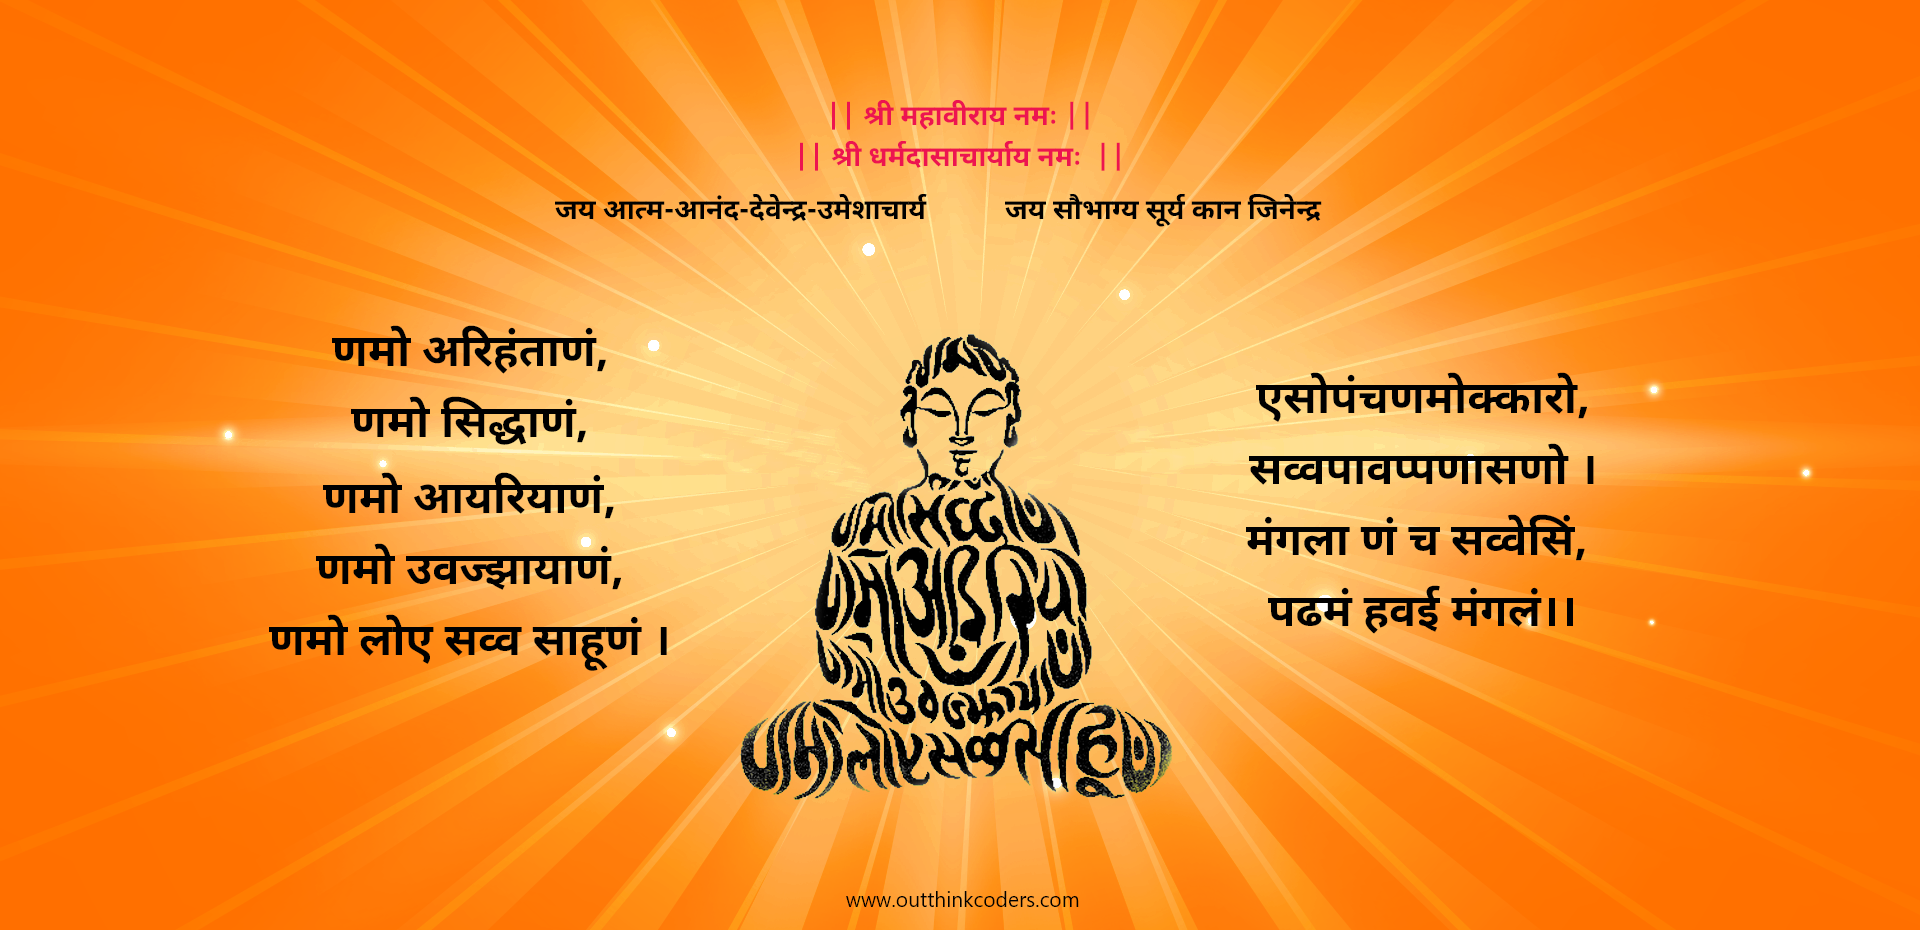 || श्री महावीराय नमः ||
|| श्री धर्मदासाचार्याय नमः ||
जय आत्म-आनंद-देवेन्द्र-उमेशाचार्य
जय सौभाग्य सूर्य कान जिनेन्द्र
णमो अरिहंताणं,
णमो सिद्धाणं,
णमो आयरियाणं,
णमो उवज्झायाणं,
णमो लोए सव्व साहूणं ।
णमो सिद्धाणं
णमो आइरियाणं
णमो उवज्झायाणं
णमो लोए सव्व साहूणं
एसोपंचणमोक्कारो,
सव्वपावप्पणासणो ।
मंगला णं च सव्वेसिं,
पढमं हवई मंगलं।।
www.outthinkcoders.com